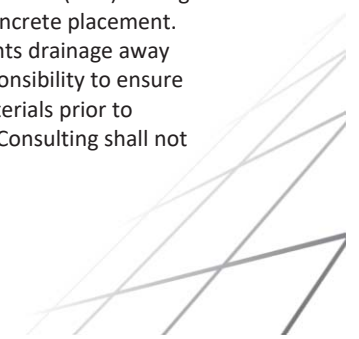 ncrete placement.
nts drainage away
onsibility to ensure
terials prior to
Consulting shall not